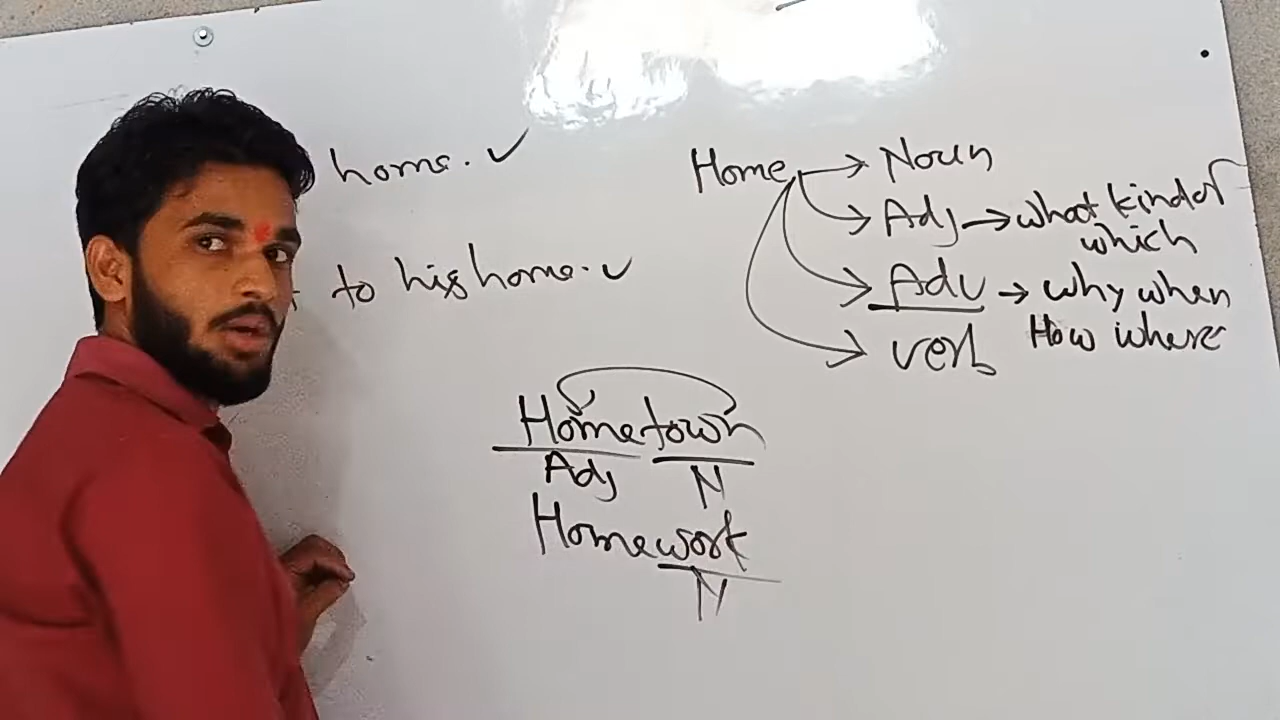 home. ✓
to his home. ✓
Home → Noun
→ Adj → what kind of
which
→ Adv → why when
How where
→ verb
Hometown
Adj N
Homework
N